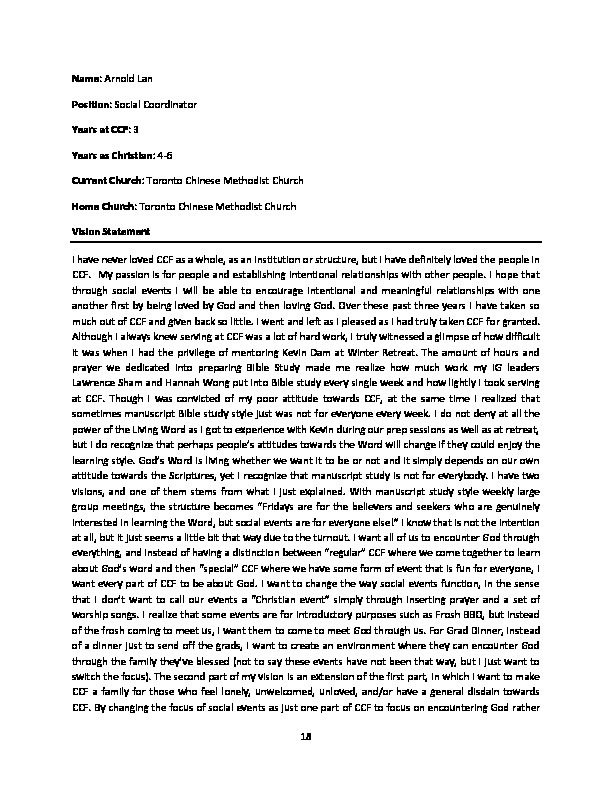 Name: Arnold Lan
Position: Social Coordinator
Years at CCF: 3
Years as Christian: 4-6
Current Church: Toronto Chinese Methodist Church
Home Church: Toronto Chinese Methodist Church
Vision Statement
I have never loved CCF as a whole, as an institution or structure, but I have definitely loved the people in
CCF.  My passion is for people and establishing intentional relationships with other people. I hope that
through social events I will be able to encourage intentional and meaningful relationships with one
another first by being loved by God and then loving God. Over these past three years I have taken so
much out of CCF and given back so little. I went and left as I pleased as I had truly taken CCF for granted.
Although I always knew serving at CCF was a lot of hard work, I truly witnessed a glimpse of how difficult
it was when I had the privilege of mentoring Kevin Dam at Winter Retreat. The amount of hours and
prayer we dedicated into preparing Bible Study made me realize how much work my IG leaders
Lawrence Sham and Hannah Wong put into Bible study every single week and how lightly I took serving
at CCF. Though I was convicted of my poor attitude towards CCF, at the same time I realized that
sometimes manuscript Bible study style just was not for everyone every week. I do not deny at all the
power of the Living Word as I got to experience with Kevin during our prep sessions as well as at retreat,
but I do recognize that perhaps people's attitudes towards the Word will change if they could enjoy the
learning style. God's Word is living whether we want it to be or not and it simply depends on our own
attitude towards the Scriptures, yet I recognize that manuscript study is not for everybody. I have two
visions, and one of them stems from what I just explained. With manuscript study style weekly large
group meetings, the structure becomes "Fridays are for the believers and seekers who are genuinely
interested in learning the Word, but social events are for everyone else!" I know that is not the intention
at all, but it just seems a little bit that way due to the turnout. I want all of us to encounter God through
everything, and instead of having a distinction between "regular" CCF where we come together to learn
about God's word and then "special" CCF where we have some form of event that is fun for everyone, I
want every part of CCF to be about God. I want to change the way social events function, in the sense
that I don't want to call our events a "Christian event" simply through inserting prayer and a set of
worship songs. I realize that some events are for introductory purposes such as Frosh BBQ, but instead
of the frosh coming to meet us, I want them to come to meet God through us. For Grad Dinner, instead
of a dinner just to send off the grads, I want to create an environment where they can encounter God
through the family they've blessed (not to say these events have not been that way, but I just want to
switch the focus). The second part of my vision is an extension of the first part, in which I want to make
CCF a family for those who feel lonely, unwelcomed, unloved, and/or have a general disdain towards
CCF. By changing the focus of social events as just one part of CCF to focus on encountering God rather
18